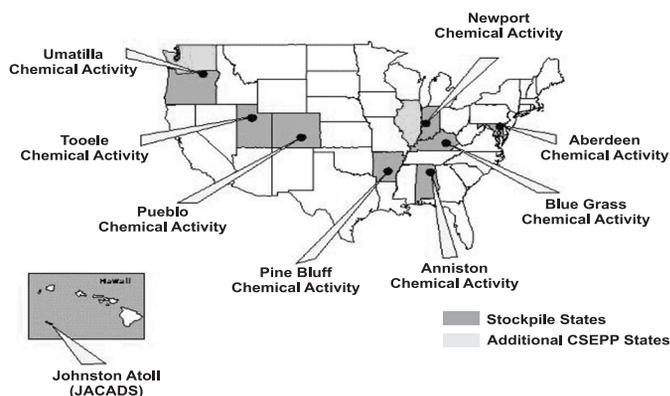 Newport
Chemical Activity
Umatilla
Chemical Activity
Tooele
Chemical Activity
Aberdeen
Chemical Activity
Pueblo
Chemical Activity
Blue Grass
Chemical Activity
Pine Bluff
Chemical Activity
Anniston
Chemical Activity
Hawaii
Stockpile States
Additional CSEPP States
Johnston Atoll
(JACADS)